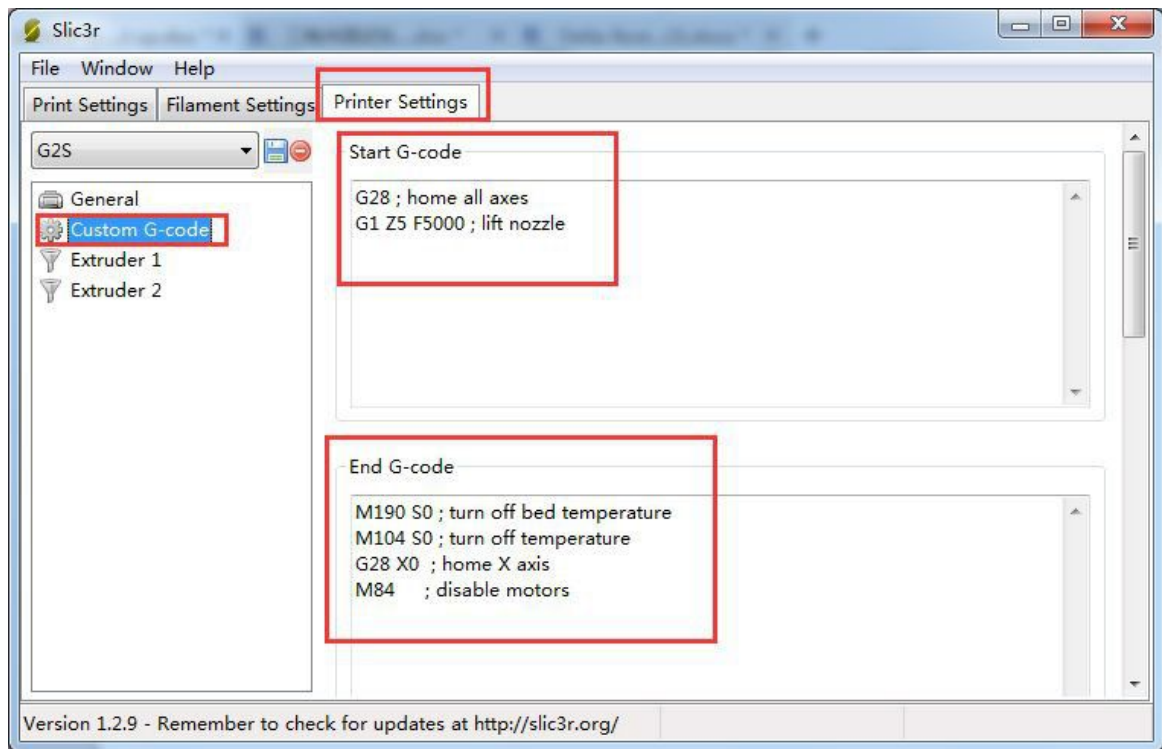 Slic3r
File Window Help
Print Settings Filament Settings Printer Settings
G2S
General
Custom G-code
Extruder 1
Extruder 2
Start G-code
G28 ; home all axes
G1 Z5 F5000 ; lift nozzle
End G-code
M190 S0 ; turn off bed temperature
M104 S0 ; turn off temperature
G28 X0  ; home X axis
M84    ; disable motors
Version 1.2.9 - Remember to check for updates at http://slic3r.org/